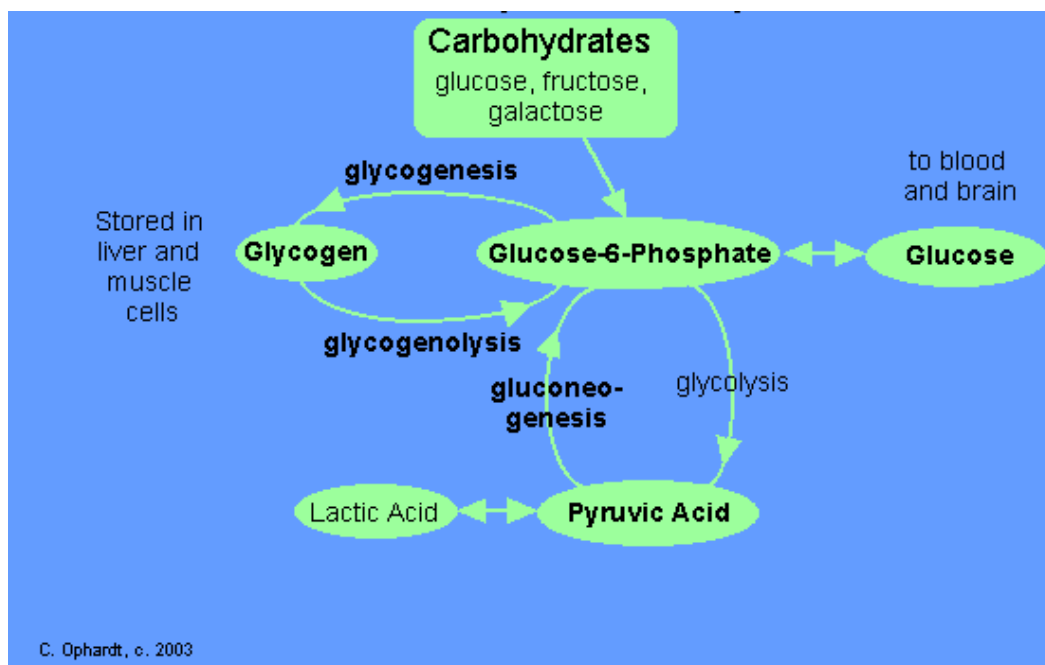 Carbohydrates
glucose, fructose,
galactose
glycogenesis
to blood
and brain
Stored in
liver and
muscle
cells
Glycogen
Glucose-6-Phosphate
Glucose
glycogenolysis
gluconeo-
genesis
glycolysis
Lactic Acid
Pyruvic Acid
C. Ophardt, c. 2003